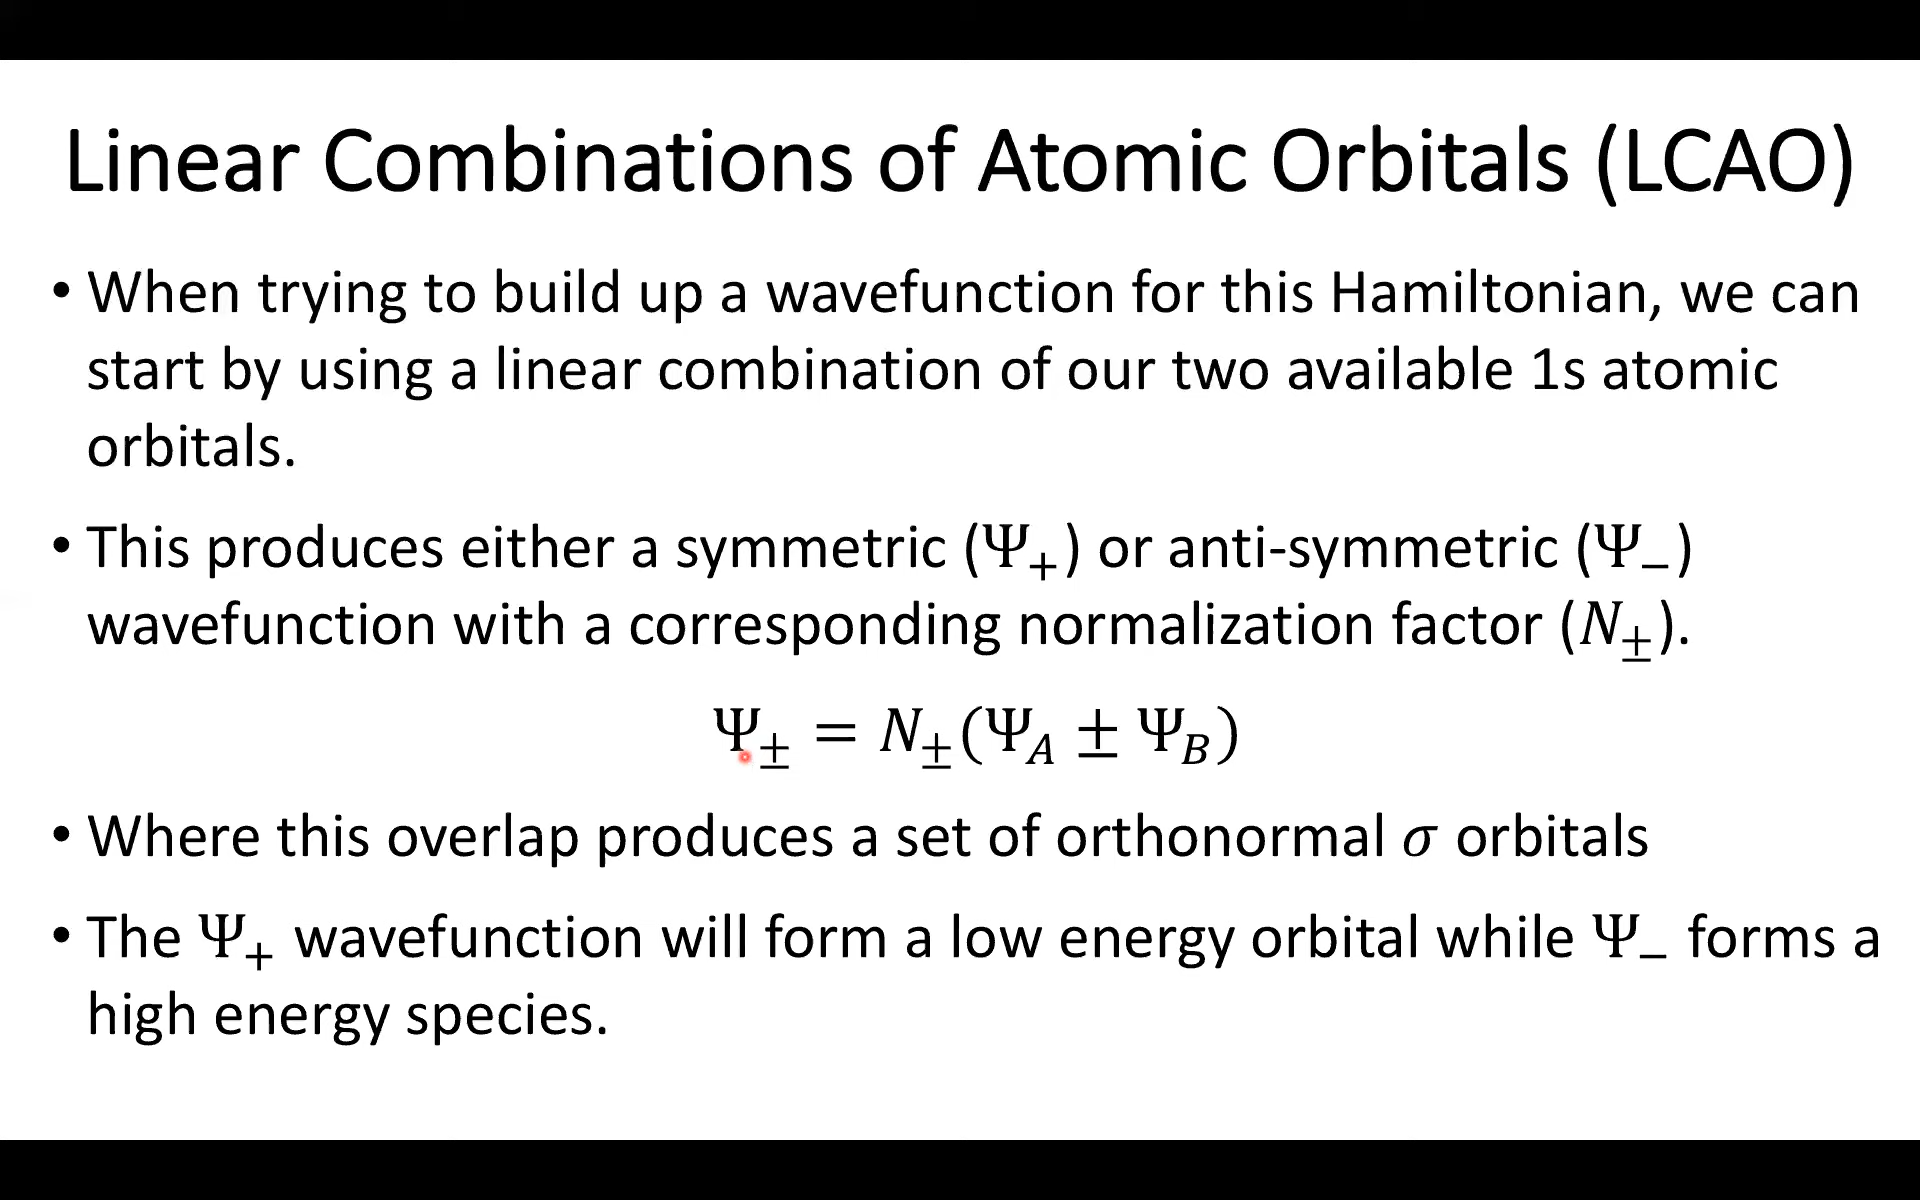 Linear Combinations of Atomic Orbitals (LCAO)
• When trying to build up a wavefunction for this Hamiltonian, we can
start by using a linear combination of our two available 1s atomic
orbitals.
• This produces either a symmetric (Ψ₊) or anti-symmetric (Ψ₋)
wavefunction with a corresponding normalization factor (N±).
Ψ± = N±(Ψ_A ± Ψ_B)
• Where this overlap produces a set of orthonormal σ orbitals
• The Ψ₊ wavefunction will form a low energy orbital while Ψ₋ forms a
high energy species.